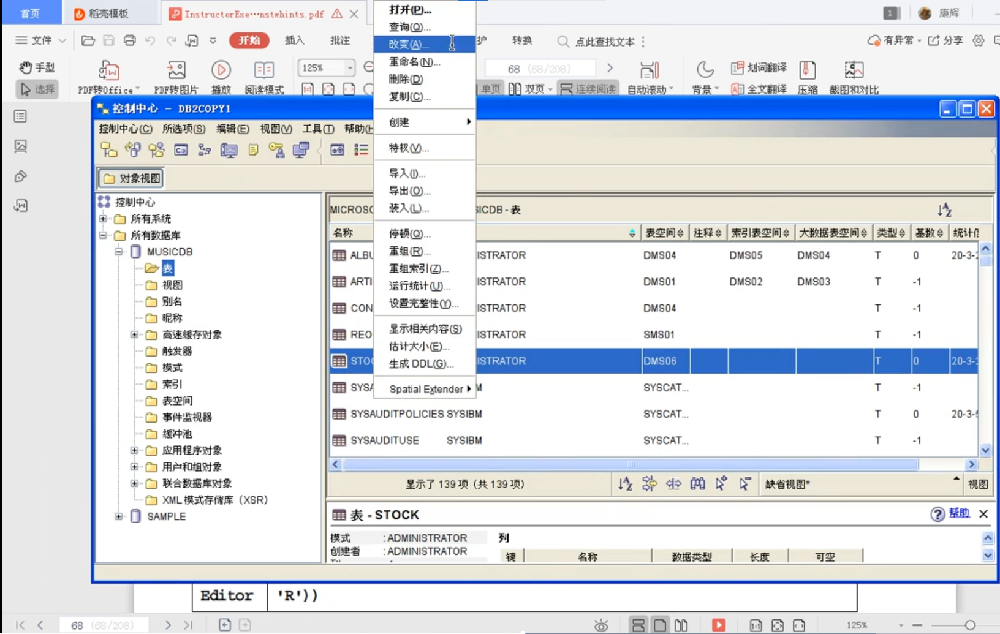 首页
稻壳模板
InstructorExe···nstwhints.pdf
1
康辉
文件
开始
插入
批注
护
转换
点此查找文本
有异常
分享
手型
选择
PDF转Office
PDF转图片
播放
阅读模式
125%
68 (68/208)
单页
双页
连续阅读
自动滚动
背景
划词翻译
全文翻译
压缩
截图和对比
打开(P)...
查询(Q)...
改变(A)...
重命名(N)...
删除(D)
复制(C)...
创建
特权(V)...
导入(I)...
导出(O)...
装入(L)...
停顿(Q)...
重组(R)...
重组索引(Z)...
运行统计(U)...
设置完整性(Y)...
显示相关内容(S)
估计大小(E)...
生成 DDL(G)...
Spatial Extender
控制中心 - DB2COPY1
控制中心(C) 所选项(S) 编辑(E) 视图(V) 工具(T) 帮助(H
对象视图
控制中心
所有系统
所有数据库
MUSICDB
表
视图
别名
昵称
高速缓存对象
触发器
模式
索引
表空间
事件监视器
缓冲池
应用程序对象
用户和组对象
联合数据库对象
XML 模式存储库（XSR）
SAMPLE
MICROSO
SICDB - 表
名称 表空间 注释 索引表空间 大数据表空间 类型 基数 统计信
ALBU ISTRATOR DMS04 DMS05 DMS04 T 0 20-3-2
ARTI ISTRATOR DMS01 DMS02 DMS03 T -1
CON ISTRATOR DMS04 T -1
REO ISTRATOR SMS01 T -1
STO ISTRATOR DMS06 T 0 20-3-2
SYSA M SYSCAT... T -1
SYSAUDITPOLICIES SYSIBM SYSCAT... T 0 20-3-5
SYSAUDITUSE SYSIBM SYSCAT... T -1
显示了 139 项（共 139 项）
缺省视图*
视图
表 - STOCK
帮助
模式 : ADMINISTRATOR
创建者 : ADMINISTRATOR
列
键 名称 数据类型 长度 可空
Editor 'R'))
68 (68/208)
125%